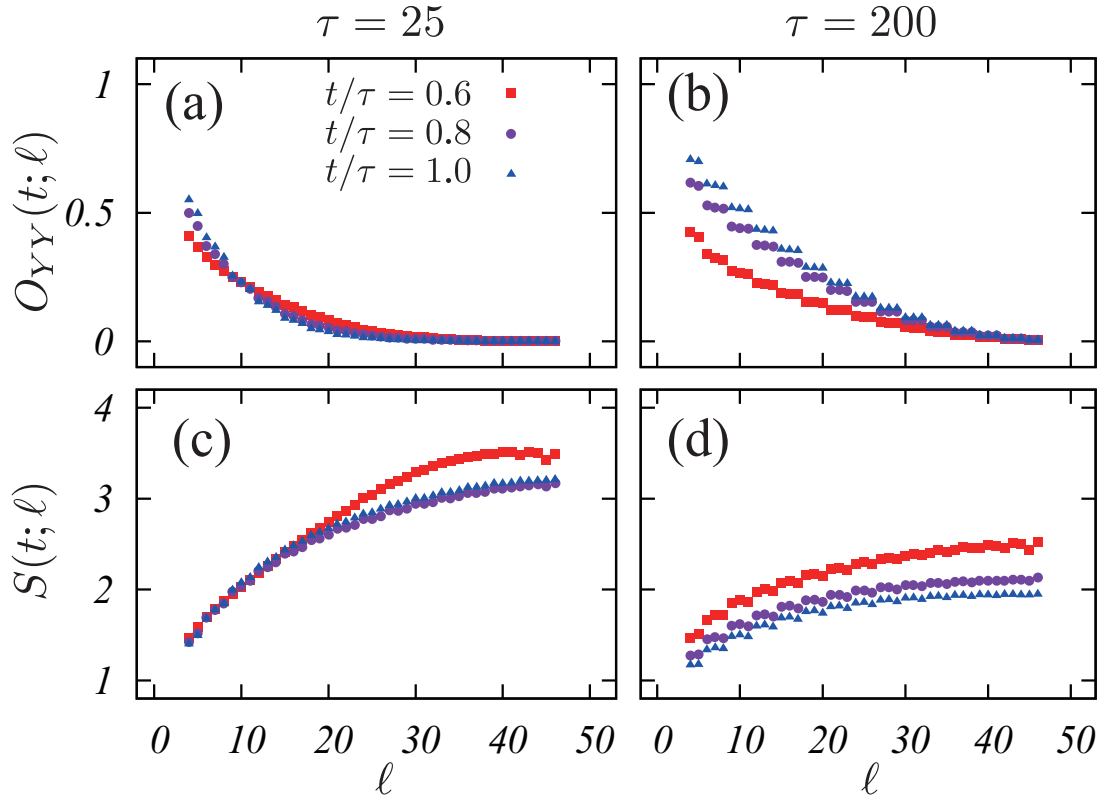 τ = 25
τ = 200
(a)
t/τ = 0.6
t/τ = 0.8
t/τ = 1.0
(b)
1
0.5
0
O_{YY}(t; ℓ)
(c)
(d)
4
3
2
1
S(t; ℓ)
0 10 20 30 40 50
0 10 20 30 40 50
ℓ
ℓ